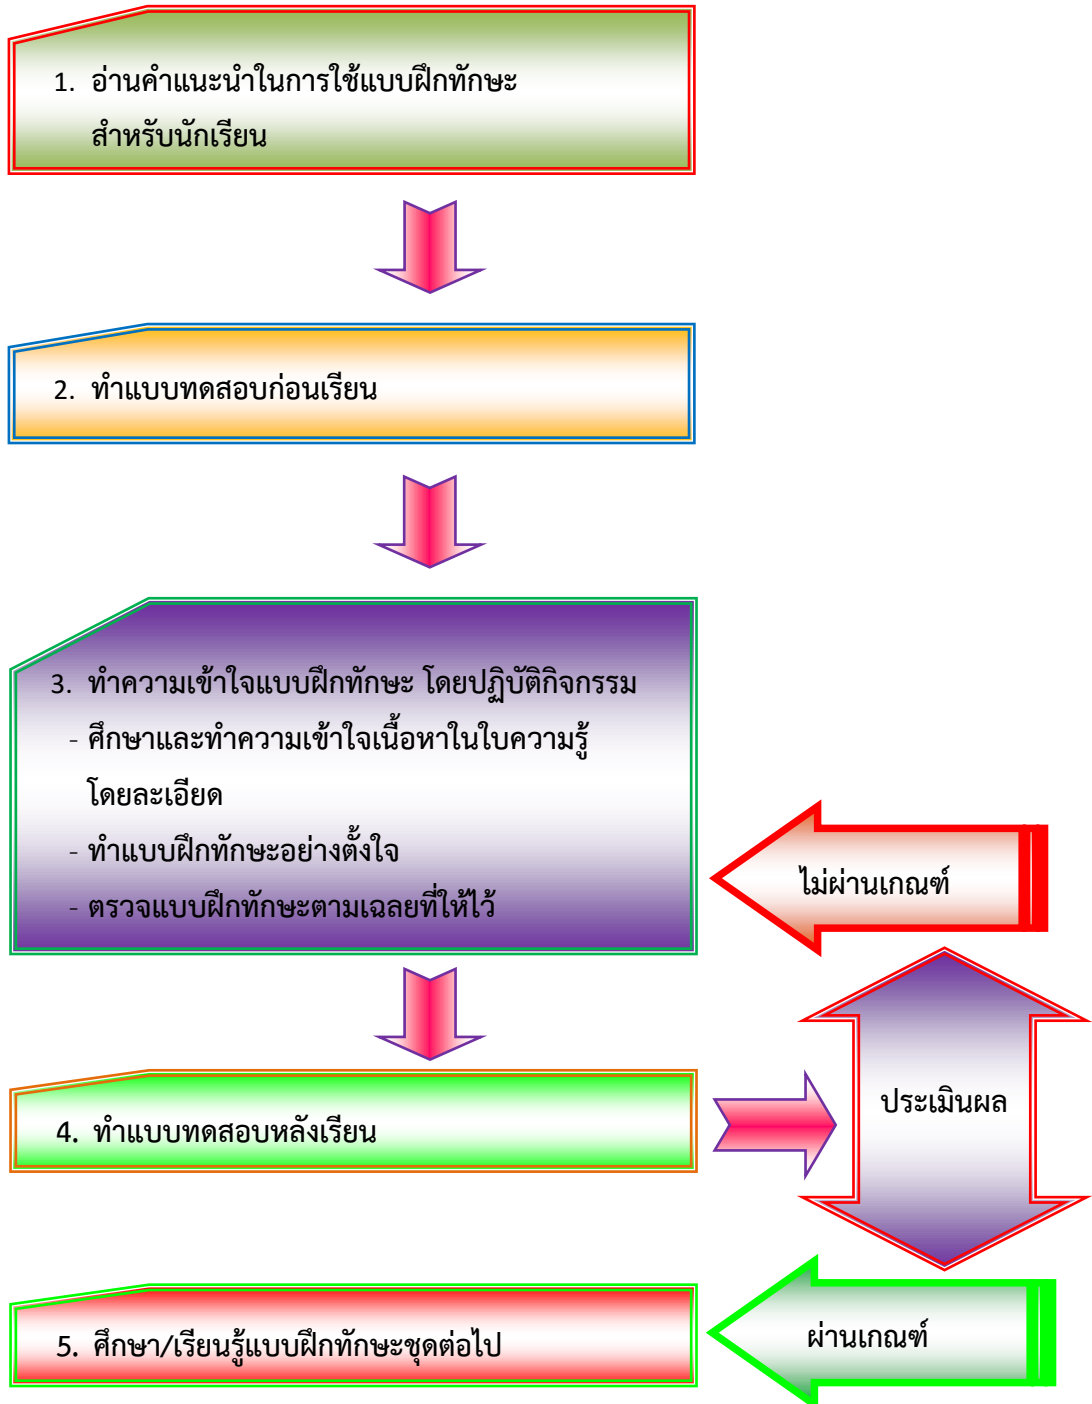 1. อ่านคำแนะนำในการใช้แบบฝึกทักษะ
สำหรับนักเรียน
2. ทำแบบทดสอบก่อนเรียน
3. ทำความเข้าใจแบบฝึกทักษะ โดยปฏิบัติกิจกรรม
- ศึกษาและทำความเข้าใจเนื้อหาในใบความรู้
โดยละเอียด
- ทำแบบฝึกทักษะอย่างตั้งใจ
- ตรวจแบบฝึกทักษะตามเฉลยที่ให้ไว้
ไม่ผ่านเกณฑ์
4. ทำแบบทดสอบหลังเรียน
ประเมินผล
5. ศึกษา/เรียนรู้แบบฝึกทักษะชุดต่อไป
ผ่านเกณฑ์